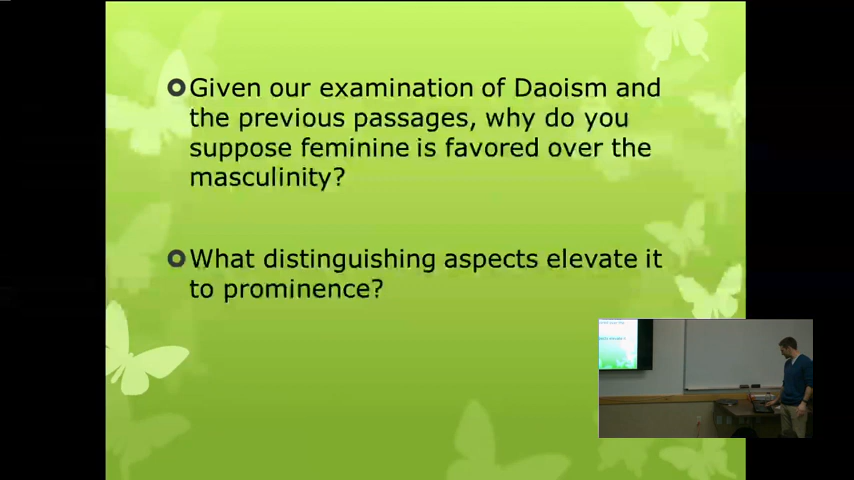 Given our examination of Daoism and
the previous passages, why do you
suppose feminine is favored over the
masculinity?
What distinguishing aspects elevate it
to prominence?